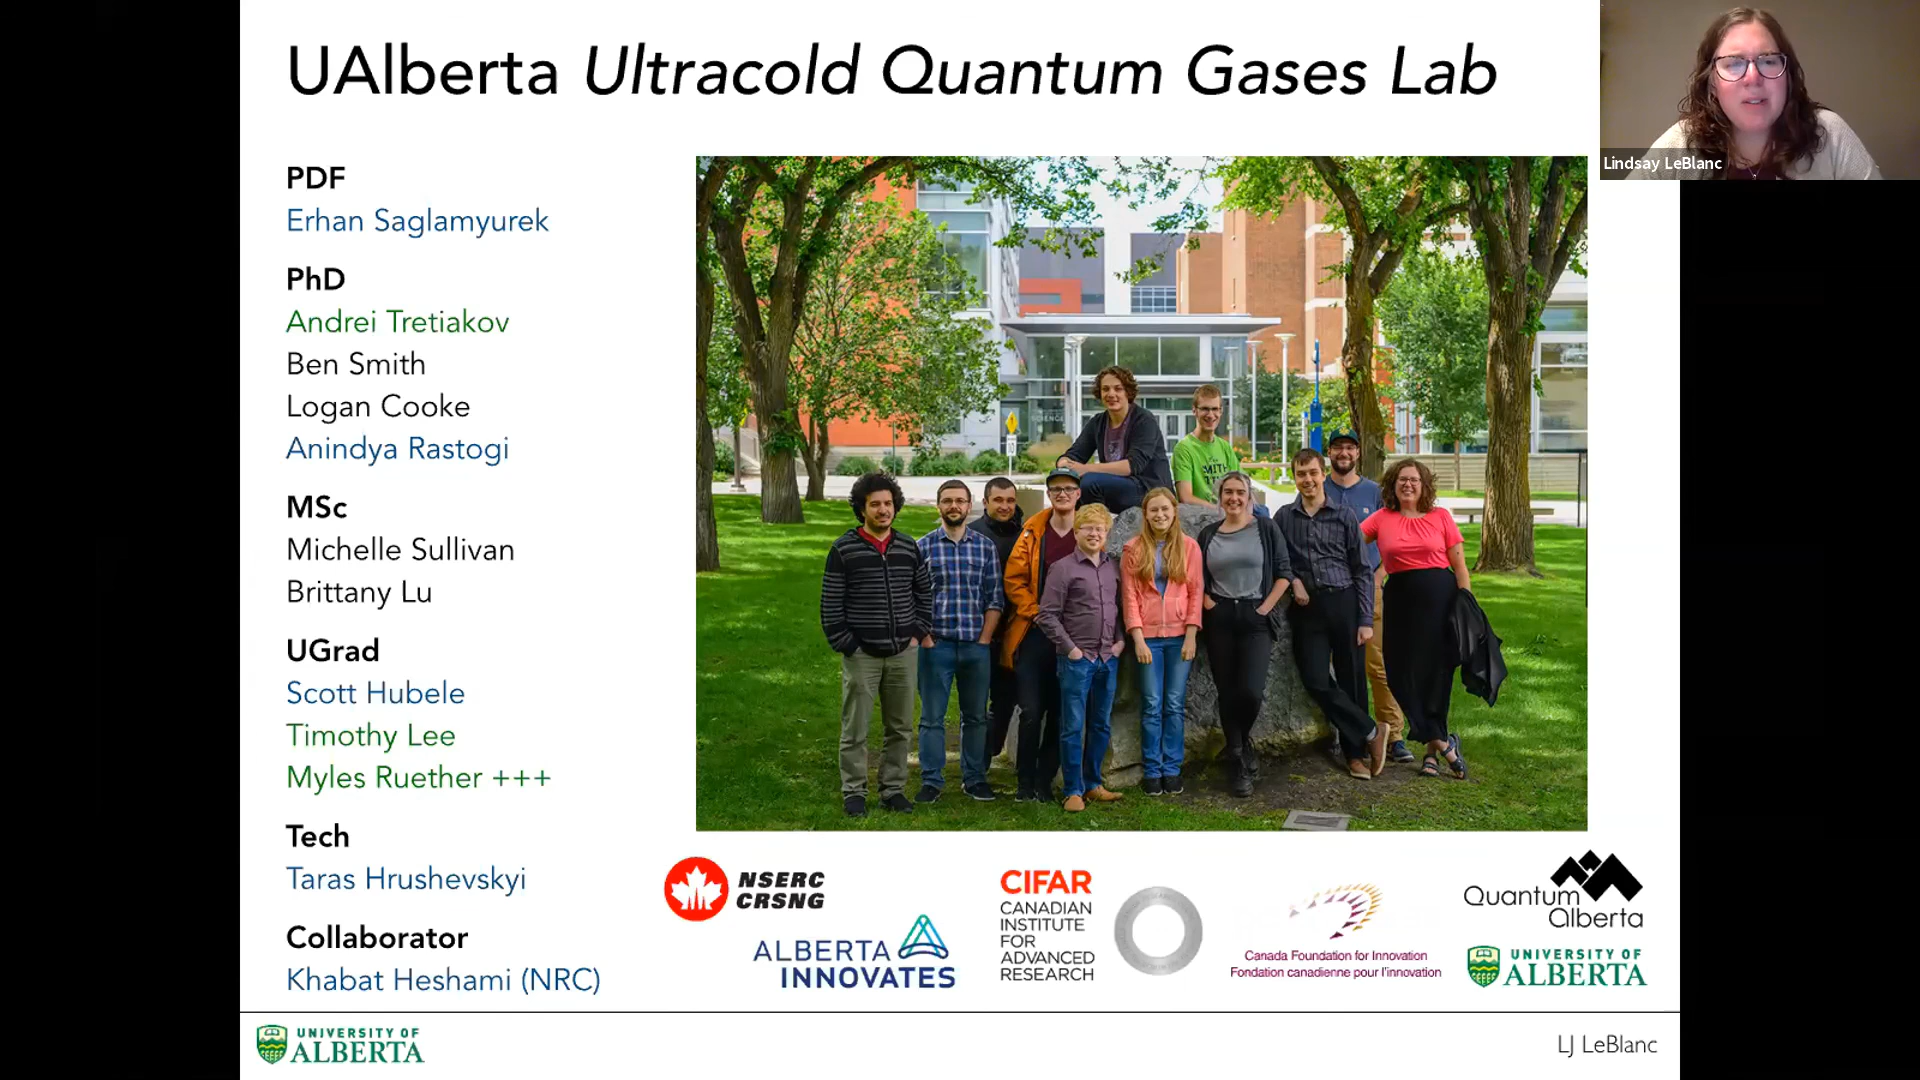 UAlberta Ultracold Quantum Gases Lab
Lindsay LeBlanc
PDF
Erhan Saglamyurek
PhD
Andrei Tretiakov
Ben Smith
Logan Cooke
Anindya Rastogi
MSc
Michelle Sullivan
Brittany Lu
UGrad
Scott Hubele
Timothy Lee
Myles Ruether +++
Tech
Taras Hrushevskyi
Collaborator
Khabat Heshami (NRC)
NSERC
CRSNG
ALBERTA
INNOVATES
CIFAR
CANADIAN
INSTITUTE
FOR
ADVANCED
RESEARCH
Canada Foundation for Innovation
Fondation canadienne pour l'innovation
Quantum
Alberta
UNIVERSITY OF
ALBERTA
UNIVERSITY OF
ALBERTA
LJ LeBlanc